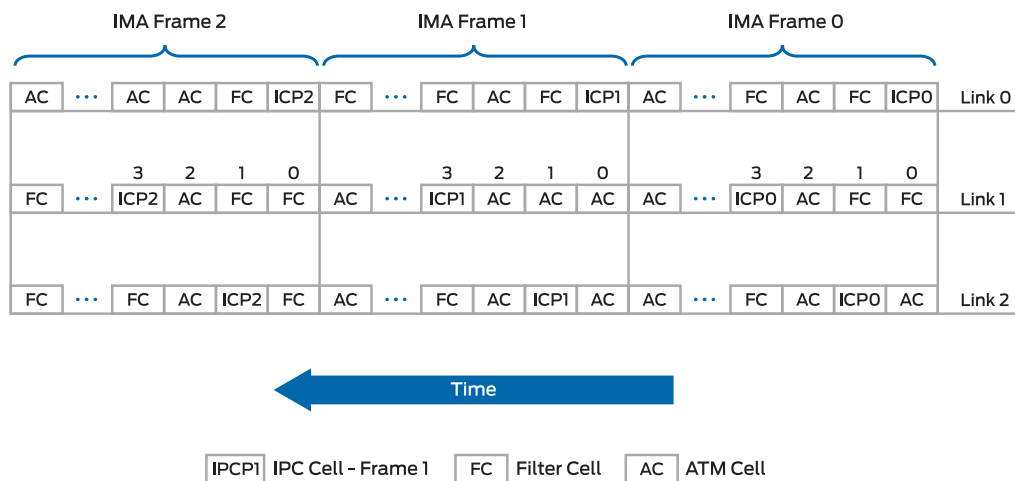 IMA Frame 2 IMA Frame 1 IMA Frame 0
AC ... AC AC FC ICP2 FC ... FC AC FC ICP1 AC ... FC AC FC ICP0 Link 0
3 2 1 0 3 2 1 0 3 2 1 0
FC ... ICP2 AC FC FC AC ... ICP1 AC AC AC AC ... ICP0 AC FC FC Link 1
FC ... FC AC ICP2 FC AC ... FC AC ICP1 AC AC ... FC AC ICP0 AC Link 2
Time
IPCP1 IPC Cell - Frame 1 FC Filter Cell AC ATM Cell